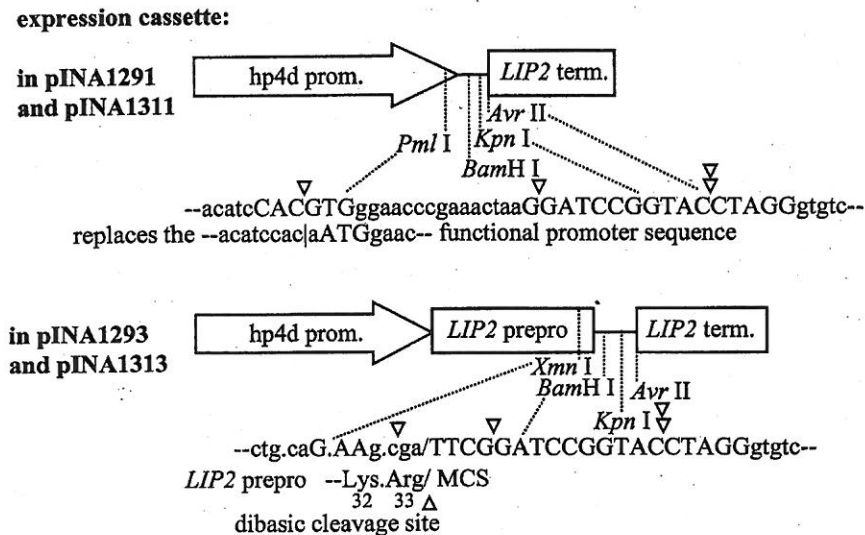 expression cassette:
in pINA1291
and pINA1311
hp4d prom.
LIP2 term.
Avr II
Pml I
Kpn I
BamH I
--acatcCACGTGggaacccgaaactaaGGATCCGGTACCTAGGgtgtc--
replaces the --acatccac|aATGgaac-- functional promoter sequence
in pINA1293
and pINA1313
hp4d prom.
LIP2 prepro
LIP2 term.
Xmn I
BamH I
Avr II
Kpn I
--ctg.caG.AAg.cga/TTCGGATCCGGTACCTAGGgtgtc--
LIP2 prepro --Lys.Arg/ MCS
32 33
dibasic cleavage site